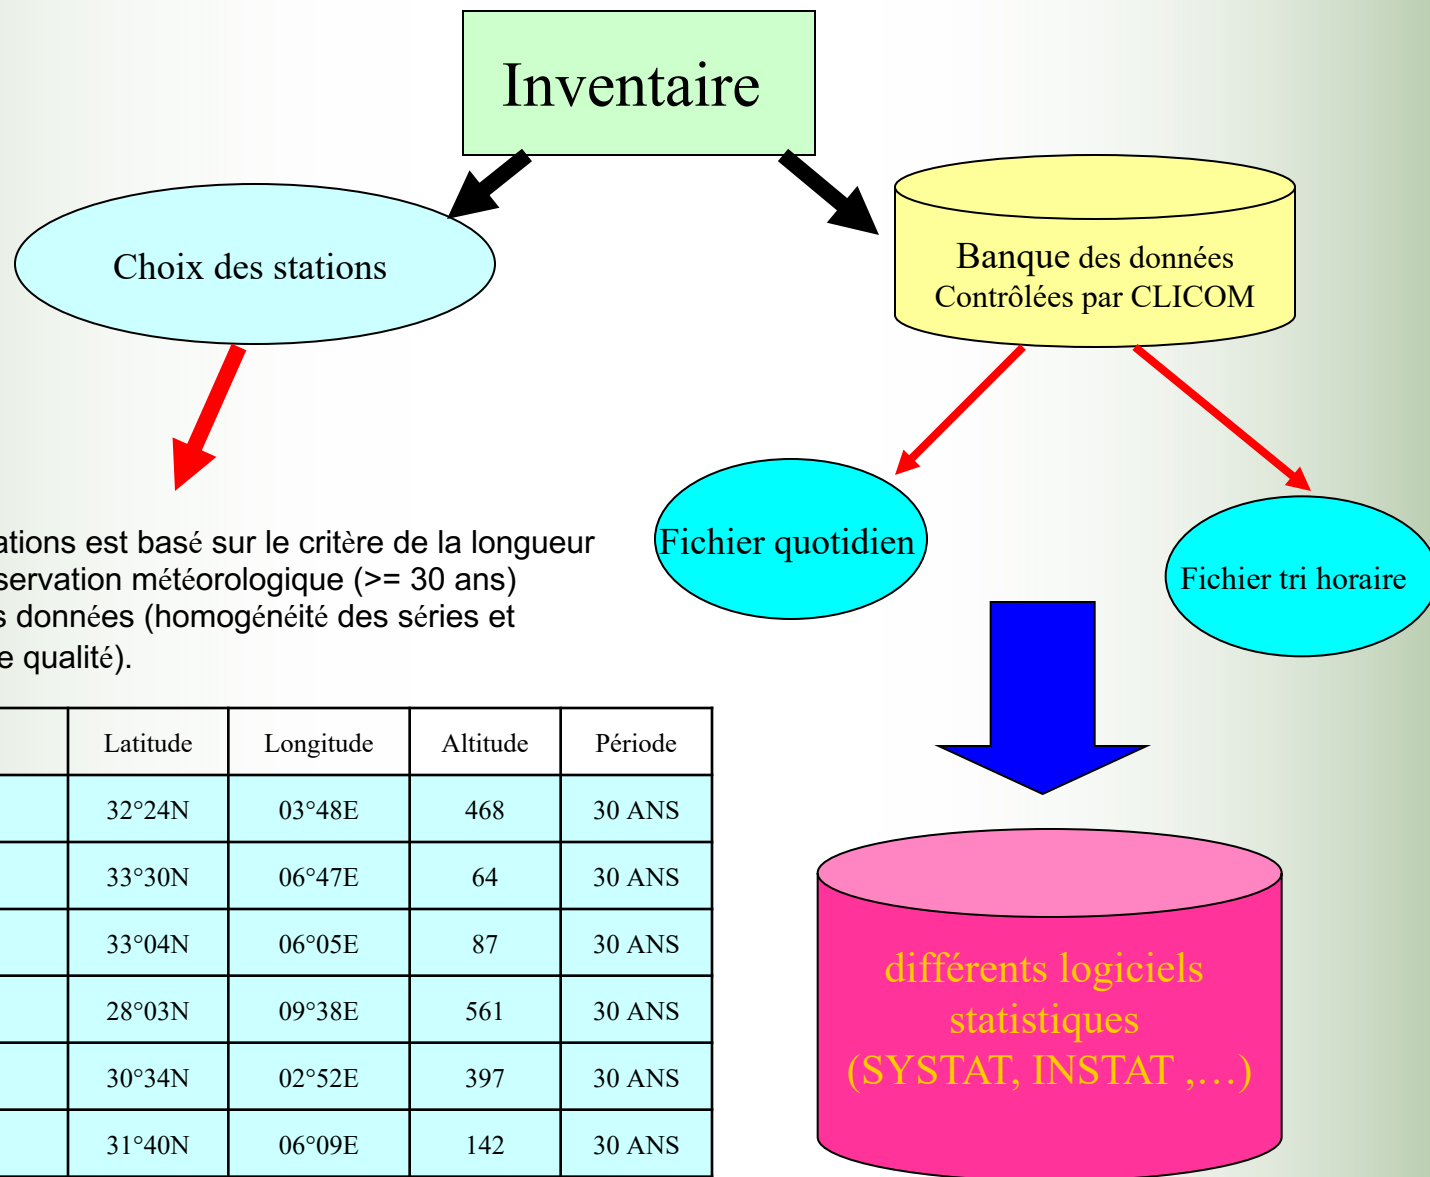 Inventaire
Choix des stations
Banque des données
Contrôlées par CLICOM
Fichier quotidien
Fichier tri horaire
ations est basé sur le critère de la longueur
servation météorologique (>= 30 ans)
s données (homogénéité des séries et
e qualité).
Latitude Longitude Altitude Période
32°24N 03°48E 468 30 ANS
33°30N 06°47E 64 30 ANS
33°04N 06°05E 87 30 ANS
28°03N 09°38E 561 30 ANS
30°34N 02°52E 397 30 ANS
31°40N 06°09E 142 30 ANS
différents logiciels
statistiques
(SYSTAT, INSTAT ,…)